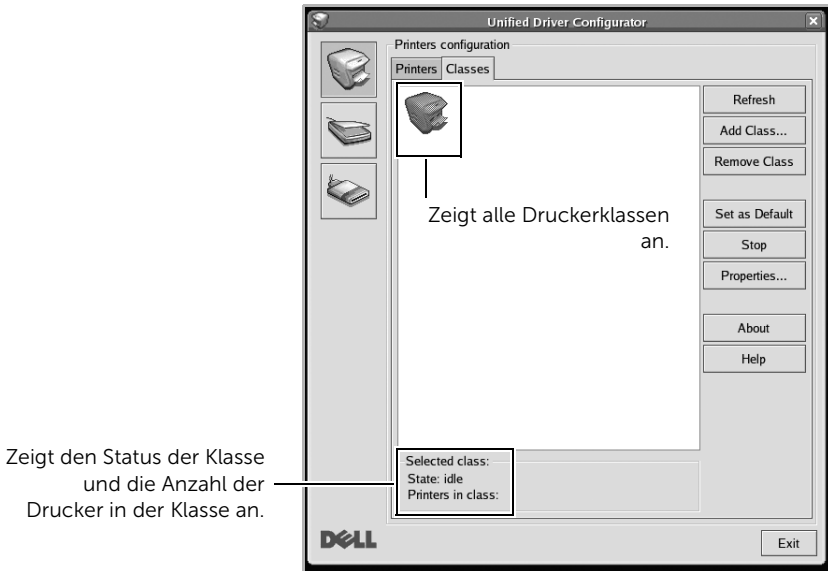 Unified Driver Configurator
Printers configuration
Printers Classes
Refresh
Add Class...
Remove Class
Set as Default
Stop
Properties...
About
Help
Zeigt alle Druckerklassen
an.
Selected class:
State: idle
Printers in class:
Zeigt den Status der Klasse
und die Anzahl der
Drucker in der Klasse an.
DELL
Exit